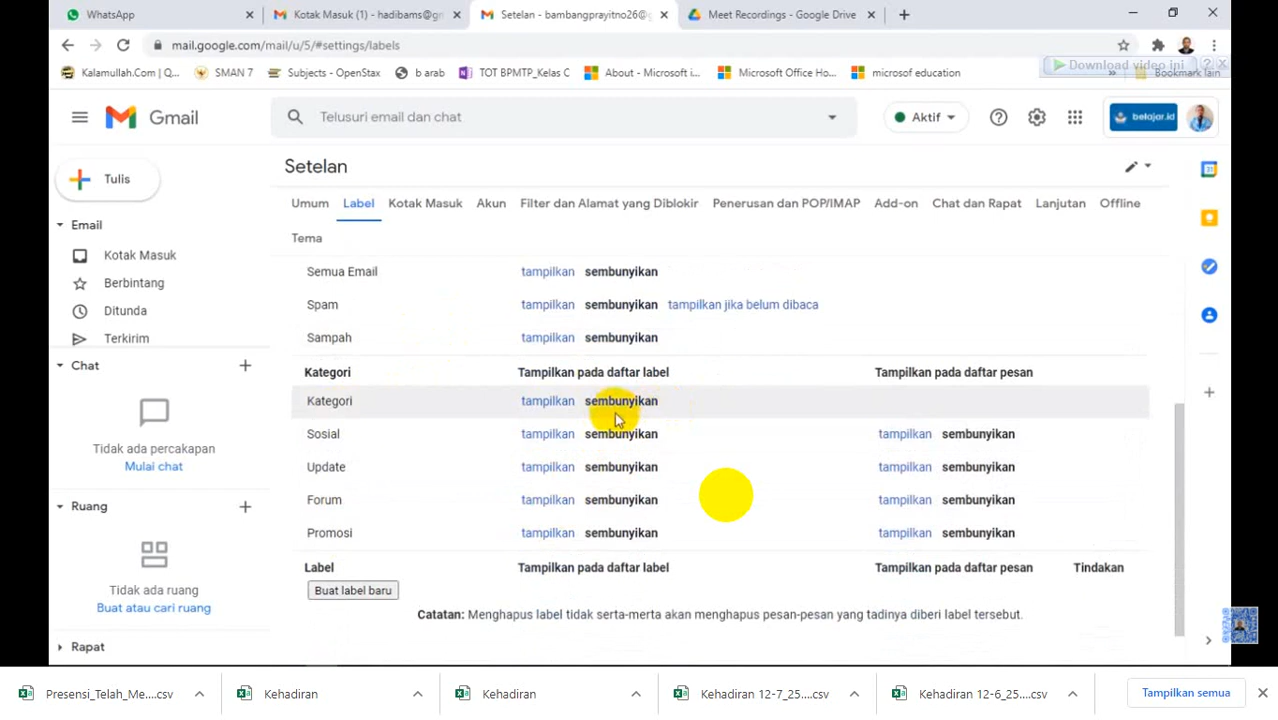 WhatsApp
Kotak Masuk (1) - hadibams@gm
Setelan - bambangprayitno26@g
Meet Recordings - Google Drive
mail.google.com/mail/u/5/#settings/labels
Kalamullah.Com | Q...
SMAN 7
Subjects - OpenStax
b arab
TOT BPMTP_Kelas C
About - Microsoft i...
Microsoft Office Ho...
microsof education
Download video ini
? X
» Bookmark lain
Gmail
Telusuri email dan chat
Aktif
belajar.id
Tulis
Email
Kotak Masuk
Berbintang
Ditunda
Terkirim
Chat
Tidak ada percakapan
Mulai chat
Ruang
Tidak ada ruang
Buat atau cari ruang
Rapat
Setelan
Umum Label Kotak Masuk Akun Filter dan Alamat yang Diblokir Penerusan dan POP/IMAP Add-on Chat dan Rapat Lanjutan Offline
Tema
Semua Email tampilkan sembunyikan
Spam tampilkan sembunyikan tampilkan jika belum dibaca
Sampah tampilkan sembunyikan
Kategori Tampilkan pada daftar label Tampilkan pada daftar pesan
Kategori tampilkan sembunyikan
Sosial tampilkan sembunyikan tampilkan sembunyikan
Update tampilkan sembunyikan tampilkan sembunyikan
Forum tampilkan sembunyikan tampilkan sembunyikan
Promosi tampilkan sembunyikan tampilkan sembunyikan
Label Tampilkan pada daftar label Tampilkan pada daftar pesan Tindakan
Buat label baru
Catatan: Menghapus label tidak serta-merta akan menghapus pesan-pesan yang tadinya diberi label tersebut.
Presensi_Telah_Me....csv
Kehadiran
Kehadiran
Kehadiran 12-7_25....csv
Kehadiran 12-6_25....csv
Tampilkan semua